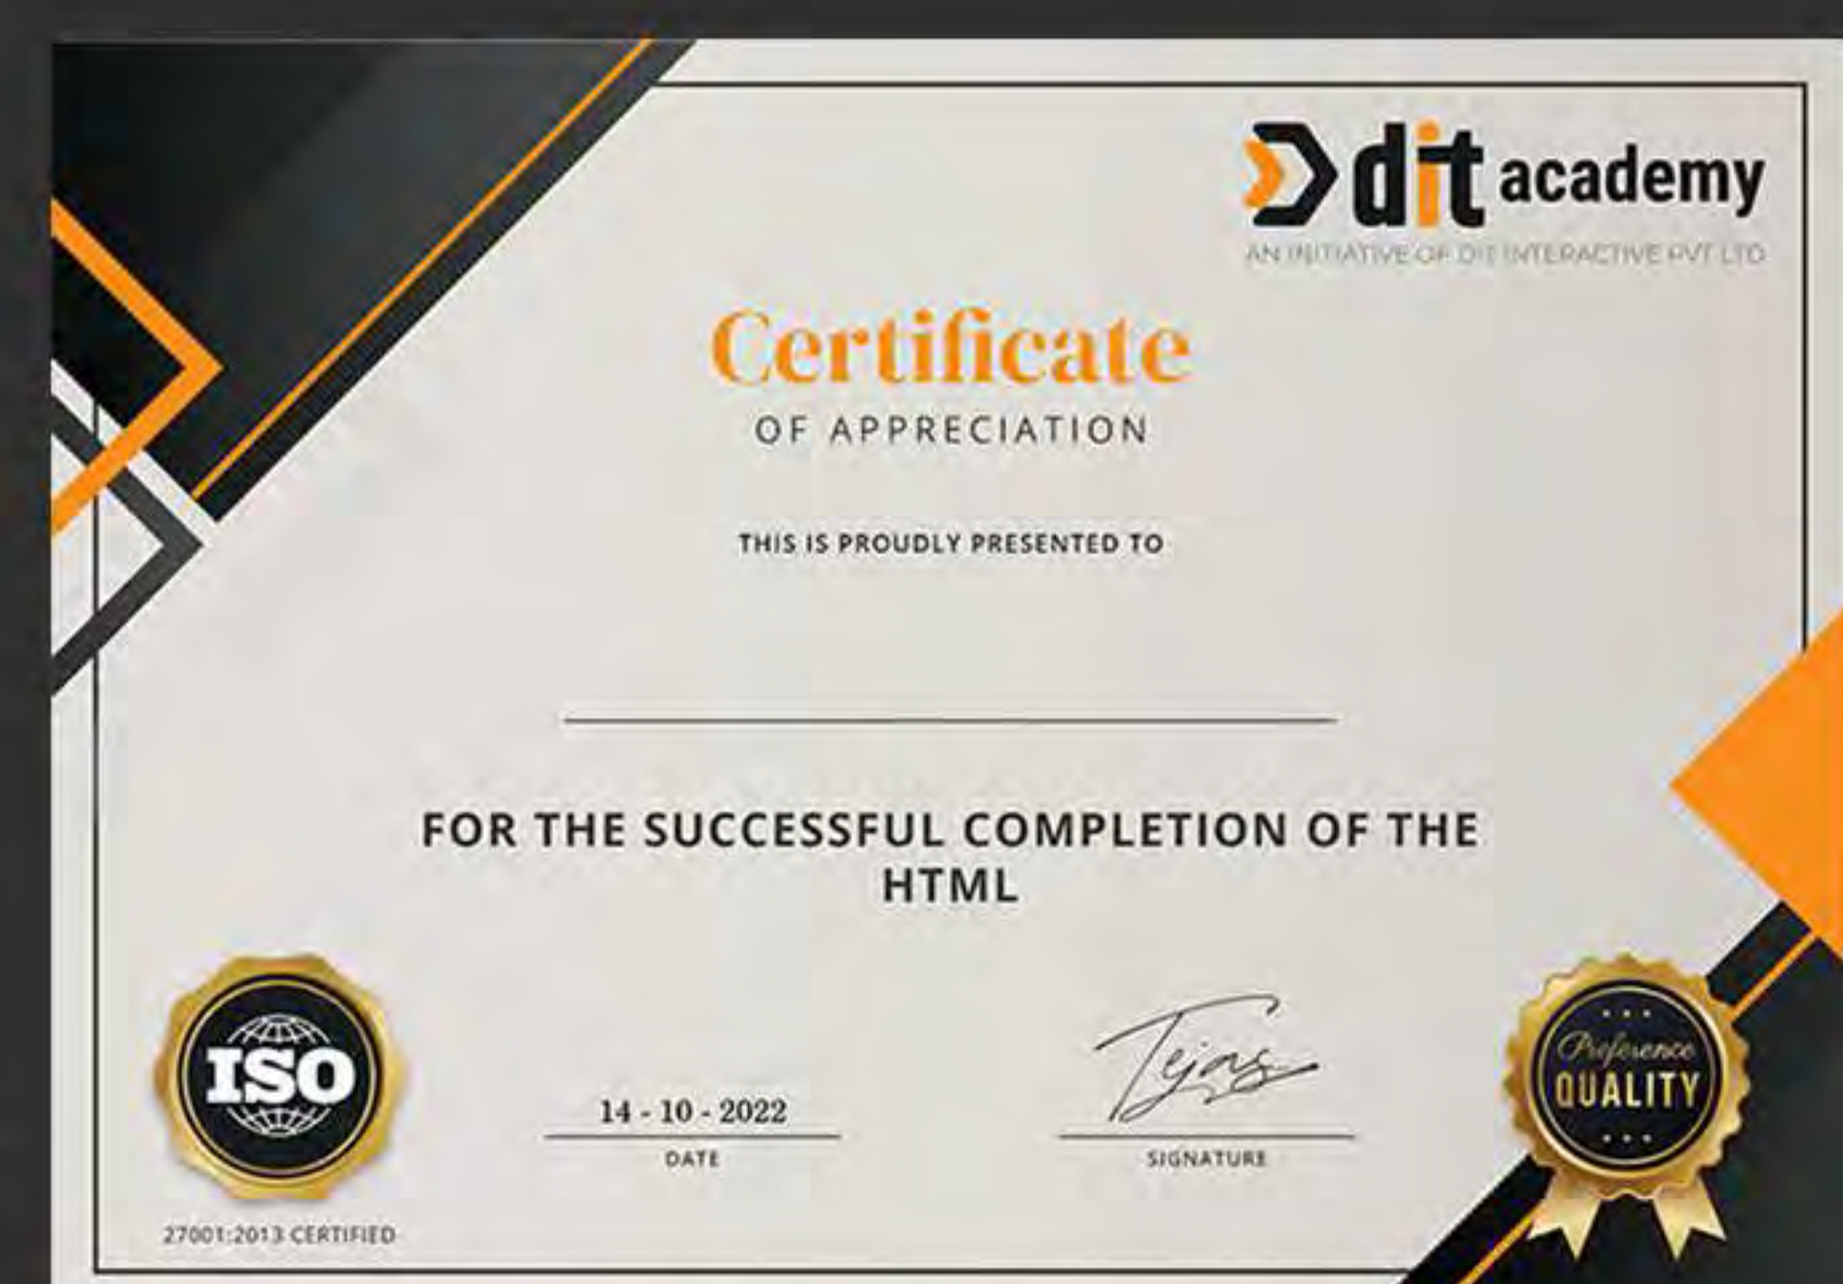 dit academy
AN INITIATIVE OF DIT INTERACTIVE PVT LTD
Certificate
OF APPRECIATION
THIS IS PROUDLY PRESENTED TO
FOR THE SUCCESSFUL COMPLETION OF THE
HTML
ISO
27001:2013 CERTIFIED
14 - 10 - 2022
DATE
Tejas
SIGNATURE
Preference
QUALITY